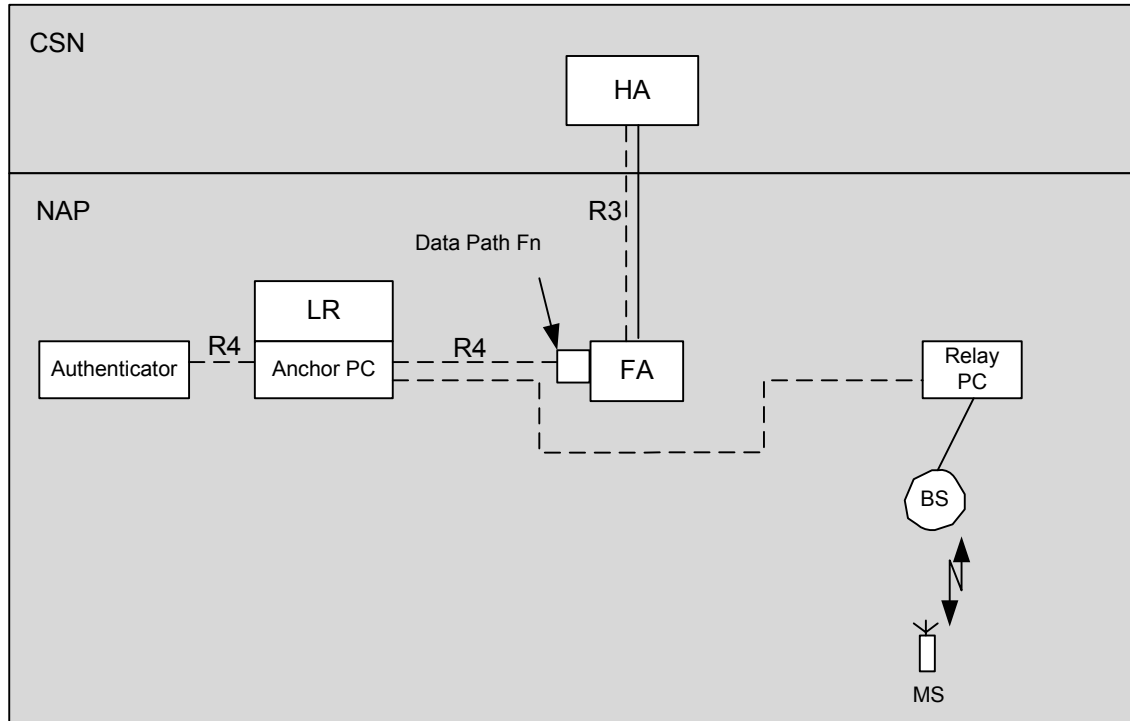 CSN
HA
NAP
R3
Data Path Fn
LR
R4
R4
Authenticator
Anchor PC
FA
Relay
PC
BS
MS